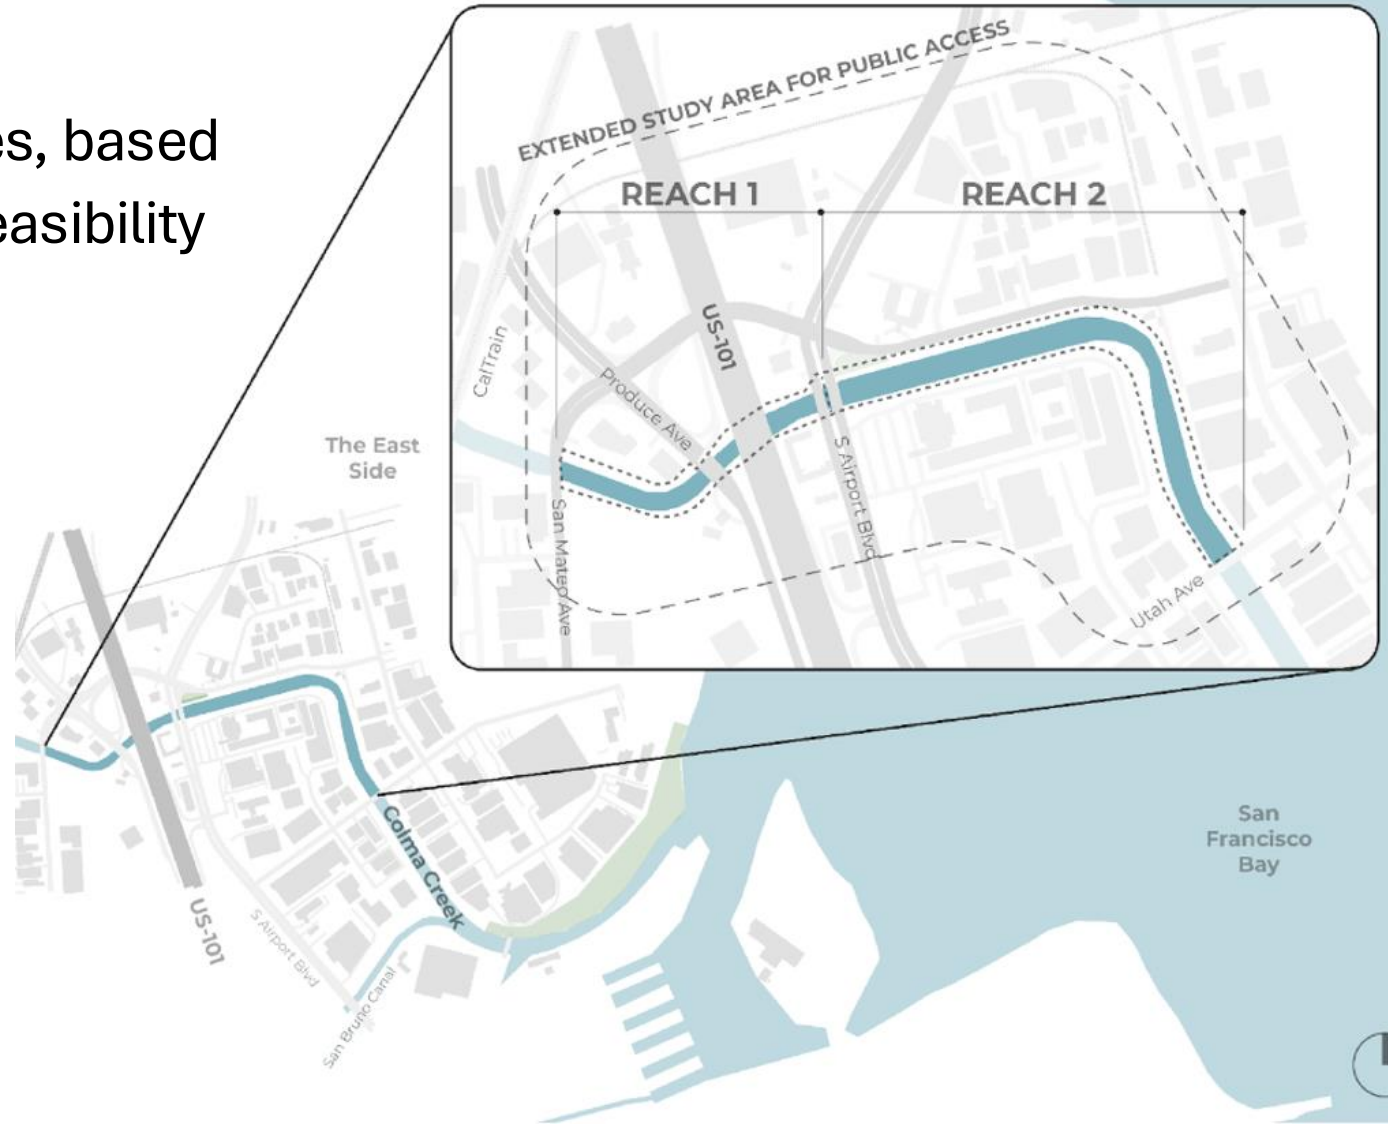 es, based
easibility
EXTENDED STUDY AREA FOR PUBLIC ACCESS
REACH 1
REACH 2
US-101
CalTrain
Produce Ave
S Airport Blvd
San Mateo Ave
Utah Ave
The East
Side
Colma Creek
US-101
S Airport Blvd
San Bruno Canal
San
Francisco
Bay